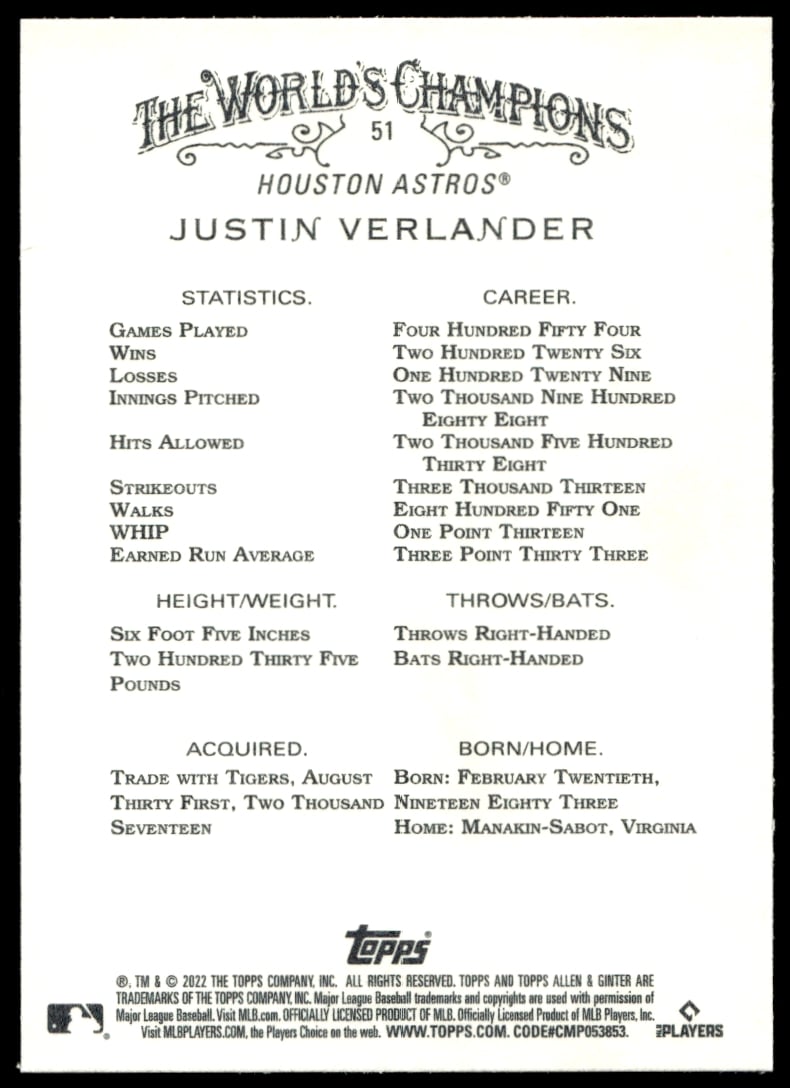 THE WORLD'S CHAMPIONS
51
HOUSTON ASTROS®
JUSTIN VERLANDER
STATISTICS. CAREER.
GAMES PLAYED FOUR HUNDRED FIFTY FOUR
WINS TWO HUNDRED TWENTY SIX
LOSSES ONE HUNDRED TWENTY NINE
INNINGS PITCHED TWO THOUSAND NINE HUNDRED
EIGHTY EIGHT
HITS ALLOWED TWO THOUSAND FIVE HUNDRED
THIRTY EIGHT
STRIKEOUTS THREE THOUSAND THIRTEEN
WALKS EIGHT HUNDRED FIFTY ONE
WHIP ONE POINT THIRTEEN
EARNED RUN AVERAGE THREE POINT THIRTY THREE
HEIGHT/WEIGHT. THROWS/BATS.
SIX FOOT FIVE INCHES THROWS RIGHT-HANDED
TWO HUNDRED THIRTY FIVE BATS RIGHT-HANDED
POUNDS
ACQUIRED. BORN/HOME.
TRADE WITH TIGERS, AUGUST BORN: FEBRUARY TWENTIETH,
THIRTY FIRST, TWO THOUSAND NINETEEN EIGHTY THREE
SEVENTEEN HOME: MANAKIN-SABOT, VIRGINIA
Topps®
®, TM & © 2022 THE TOPPS COMPANY, INC. ALL RIGHTS RESERVED. TOPPS AND TOPPS ALLEN & GINTER ARE
TRADEMARKS OF THE TOPPS COMPANY, INC. Major League Baseball trademarks and copyrights are used with permission of
Major League Baseball. Visit MLB.com. OFFICIALLY LICENSED PRODUCT OF MLB. Officially Licensed Product of MLB Players, Inc.
Visit MLBPLAYERS.COM, the Players Choice on the web. WWW.TOPPS.COM. CODE#CMP053853.
MLB PLAYERS